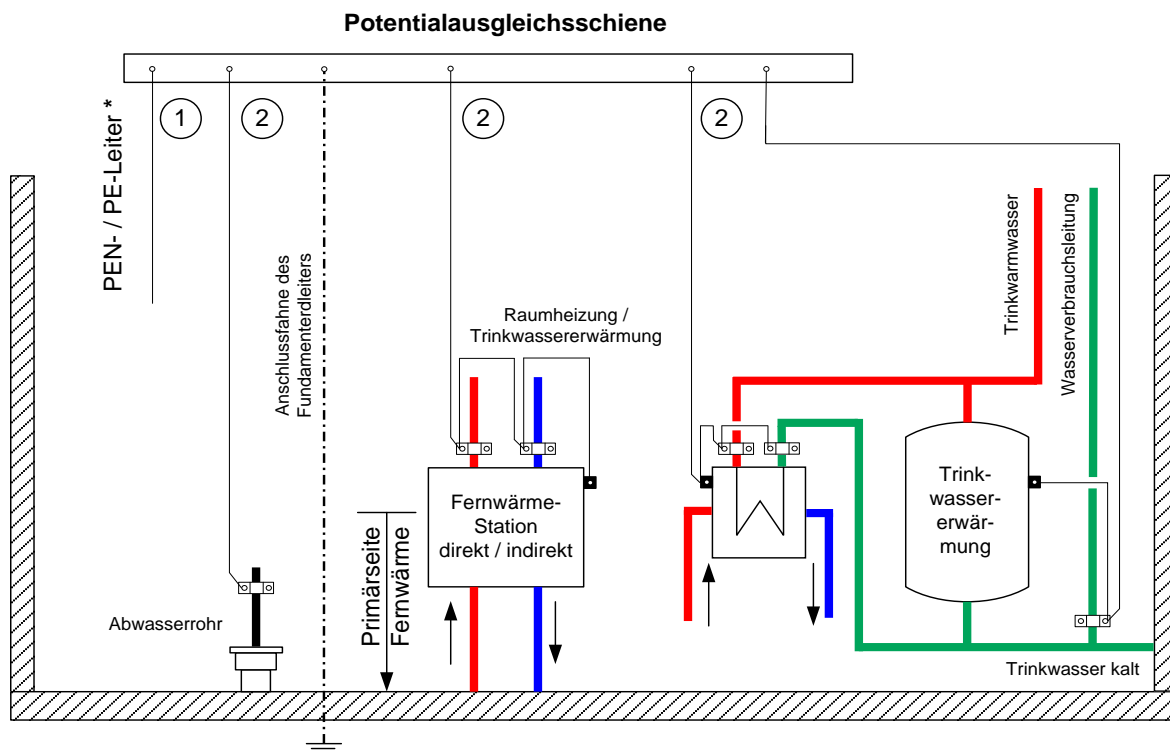 Potentialausgleichsschiene
PEN- / PE-Leiter *
1
2
2
2
Anschlussfahne des
Fundamenterdleiters
Raumheizung /
Trinkwassererwärmung
Trinkwarmwasser
Wasserverbrauchsleitung
Fernwärme-
Station
direkt / indirekt
Trink-
wasser-
erwär-
mung
Primärseite
Fernwärme
Abwasserrohr
Trinkwasser kalt